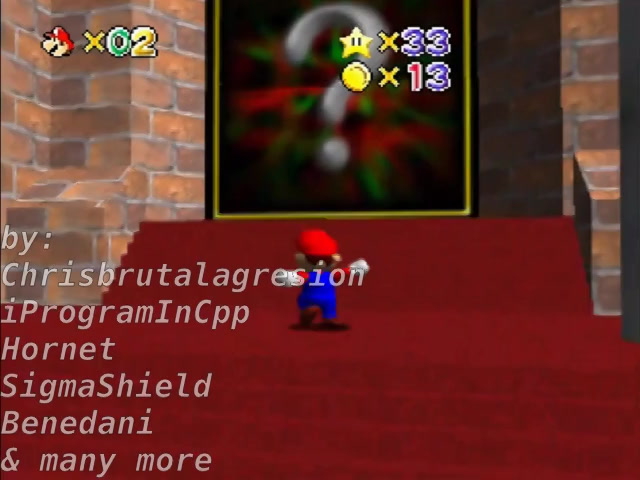 ×02
×33
×13
?
by:
Chrisbrutalagresion
iProgramInCpp
Hornet
SigmaShield
Benedani
& many more